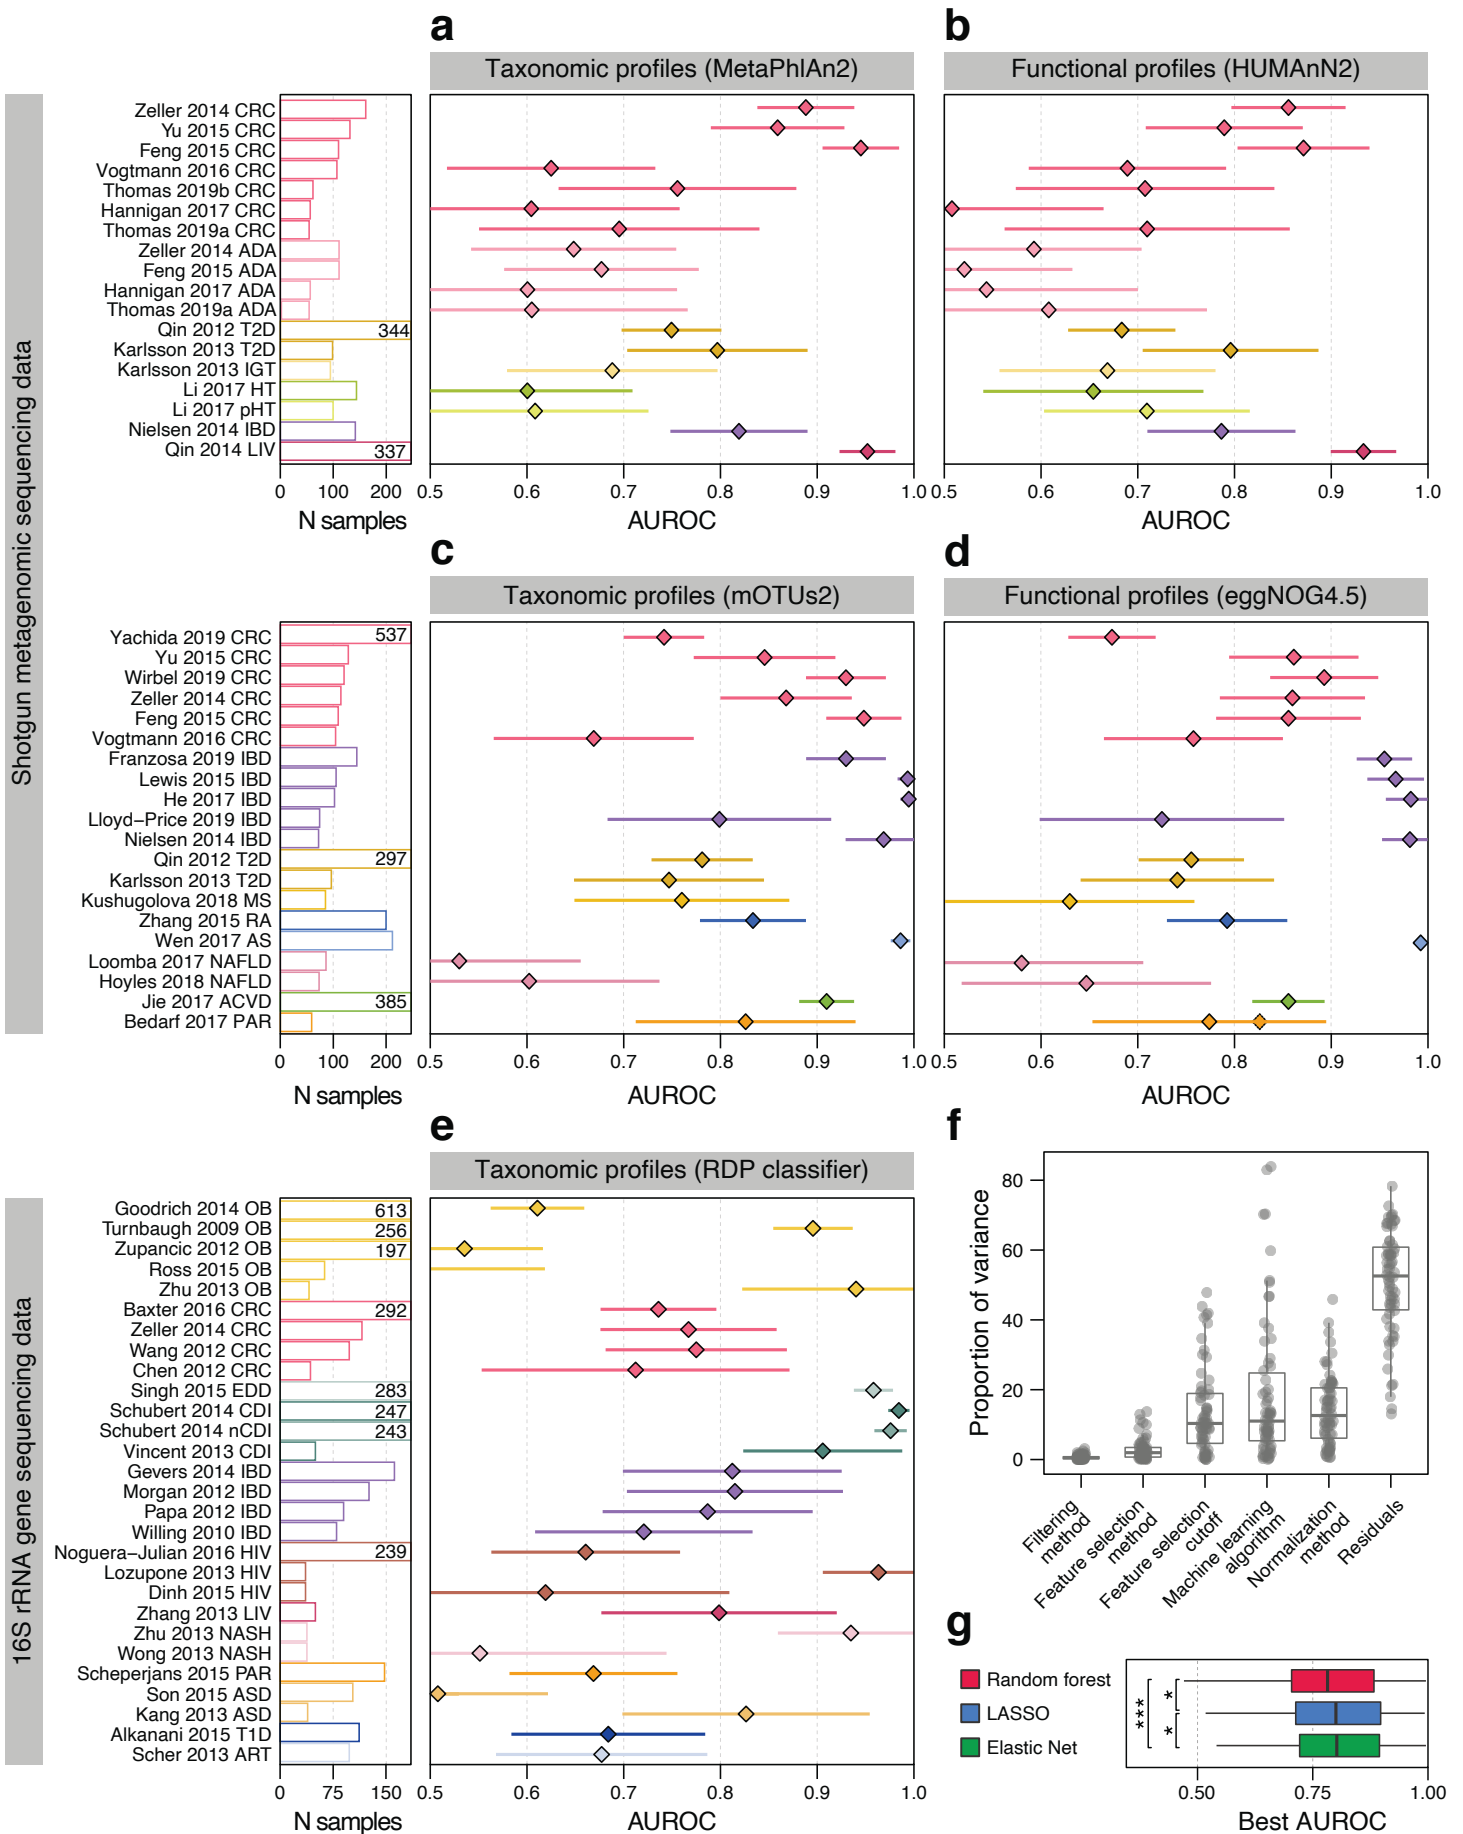 a
b
Taxonomic profiles (MetaPhlAn2)
Functional profiles (HUMAnN2)
Shotgun metagenomic sequencing data
Zeller 2014 CRC
Yu 2015 CRC
Feng 2015 CRC
Vogtmann 2016 CRC
Thomas 2019b CRC
Hannigan 2017 CRC
Thomas 2019a CRC
Zeller 2014 ADA
Feng 2015 ADA
Hannigan 2017 ADA
Thomas 2019a ADA
Qin 2012 T2D 344
Karlsson 2013 T2D
Karlsson 2013 IGT
Li 2017 HT
Li 2017 pHT
Nielsen 2014 IBD
Qin 2014 LIV 337
0 100 200 0.5 0.6 0.7 0.8 0.9 1.0 0.5 0.6 0.7 0.8 0.9 1.0
N samples AUROC AUROC
c
d
Taxonomic profiles (mOTUs2)
Functional profiles (eggNOG4.5)
Yachida 2019 CRC 537
Yu 2015 CRC
Wirbel 2019 CRC
Zeller 2014 CRC
Feng 2015 CRC
Vogtmann 2016 CRC
Franzosa 2019 IBD
Lewis 2015 IBD
He 2017 IBD
Lloyd−Price 2019 IBD
Nielsen 2014 IBD
Qin 2012 T2D 297
Karlsson 2013 T2D
Kushugolova 2018 MS
Zhang 2015 RA
Wen 2017 AS
Loomba 2017 NAFLD
Hoyles 2018 NAFLD
Jie 2017 ACVD 385
Bedarf 2017 PAR
0 100 200 0.5 0.6 0.7 0.8 0.9 1.0 0.5 0.6 0.7 0.8 0.9 1.0
N samples AUROC AUROC
e
Taxonomic profiles (RDP classifier)
16S rRNA gene sequencing data
Goodrich 2014 OB 613
Turnbaugh 2009 OB 256
Zupancic 2012 OB 197
Ross 2015 OB
Zhu 2013 OB
Baxter 2016 CRC 292
Zeller 2014 CRC
Wang 2012 CRC
Chen 2012 CRC
Singh 2015 EDD 283
Schubert 2014 CDI 247
Schubert 2014 nCDI 243
Vincent 2013 CDI
Gevers 2014 IBD
Morgan 2012 IBD
Papa 2012 IBD
Willing 2010 IBD
Noguera−Julian 2016 HIV 239
Lozupone 2013 HIV
Dinh 2015 HIV
Zhang 2013 LIV
Zhu 2013 NASH
Wong 2013 NASH
Scheperjans 2015 PAR
Son 2015 ASD
Kang 2013 ASD
Alkanani 2015 T1D
Scher 2013 ART
0 75 150 0.5 0.6 0.7 0.8 0.9 1.0
N samples AUROC
f
Proportion of variance
80
60
40
20
0
Filtering
method
Feature selection
method
Feature selection
cutoff
Machine learning
algorithm
Normalization
method
Residuals
g
Random forest
LASSO
Elastic Net
***
*
*
0.50 0.75 1.00
Best AUROC